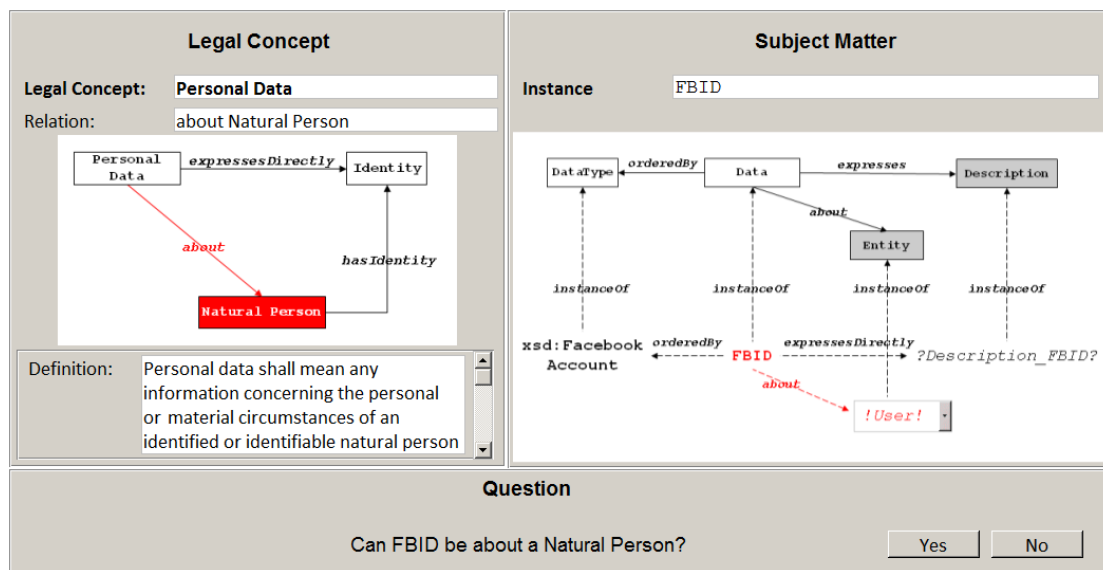 Legal Concept
Legal Concept: Personal Data
Relation: about Natural Person
Personal
Data
expressesDirectly
Identity
about
hasIdentity
Natural Person
Definition: Personal data shall mean any
information concerning the personal
or material circumstances of an
identified or identifiable natural person
Subject Matter
Instance FBID
DataType
orderedBy
Data
expresses
Description
about
Entity
instanceOf
instanceOf
instanceOf
instanceOf
xsd:Facebook
Account
orderedBy
FBID
expressesDirectly
?Description_FBID?
about
!User!
Question
Can FBID be about a Natural Person?
Yes
No